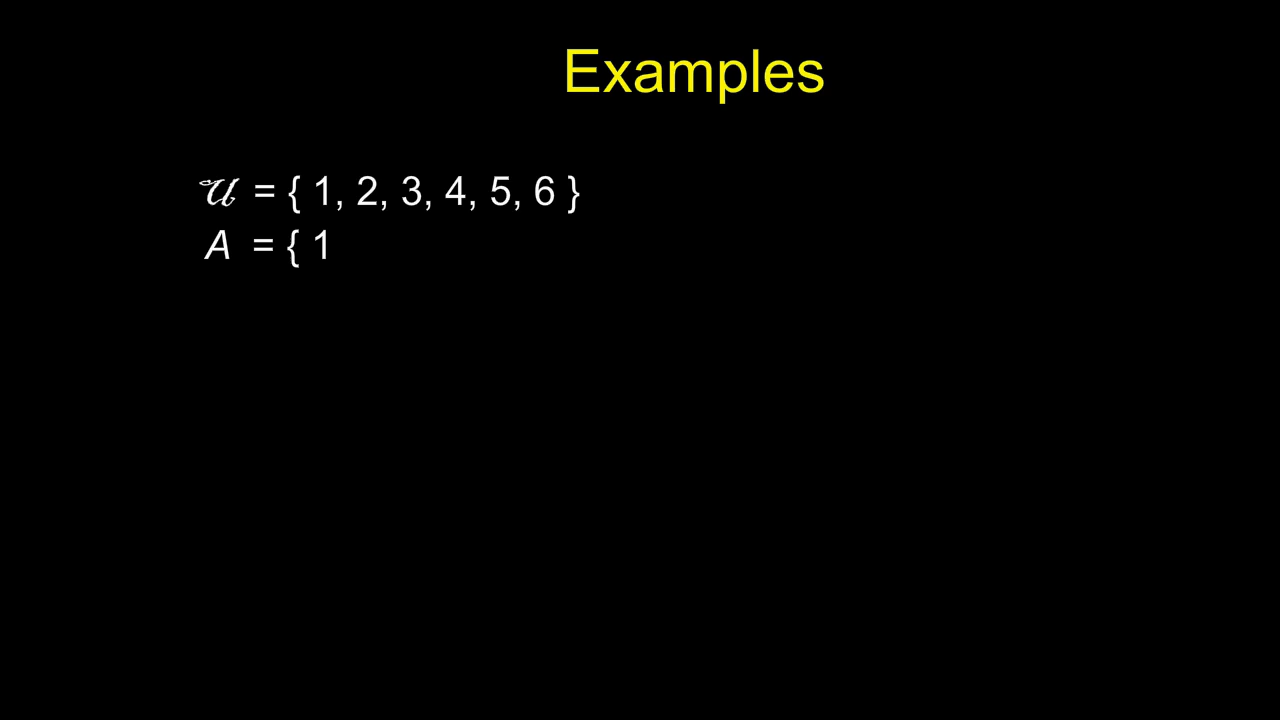 Examples
𝒰 = { 1, 2, 3, 4, 5, 6 }
A = { 1